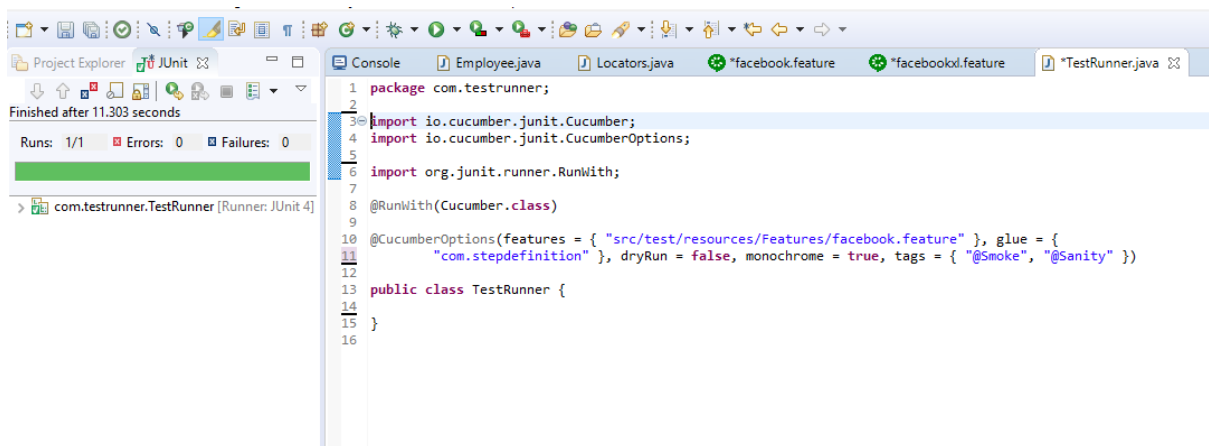 Project Explorer JUnit
Finished after 11.303 seconds
Runs: 1/1 Errors: 0 Failures: 0
com.testrunner.TestRunner [Runner: JUnit 4]
Console Employee.java Locators.java *facebook.feature *facebookxl.feature *TestRunner.java
1 package com.testrunner;
2
3 import io.cucumber.junit.Cucumber;
4 import io.cucumber.junit.CucumberOptions;
5
6 import org.junit.runner.RunWith;
7
8 @RunWith(Cucumber.class)
9
10 @CucumberOptions(features = { "src/test/resources/Features/facebook.feature" }, glue = {
11 "com.stepdefinition" }, dryRun = false, monochrome = true, tags = { "@Smoke", "@Sanity" })
12
13 public class TestRunner {
14
15 }
16